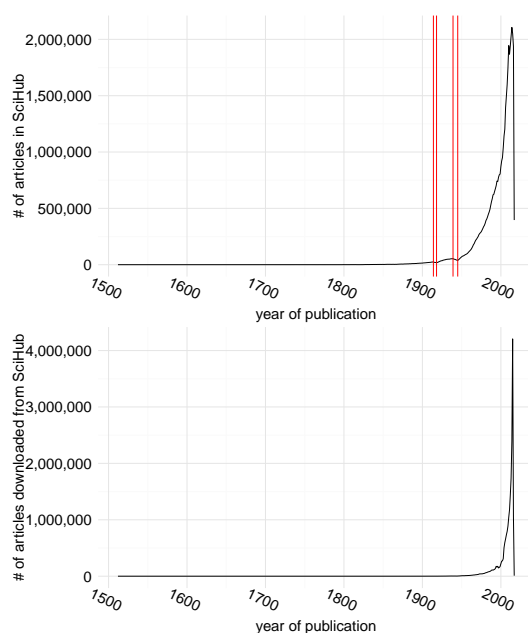 # of articles in SciHub
2,000,000
1,500,000
1,000,000
500,000
0
1500 1600 1700 1800 1900 2000
year of publication
# of articles downloaded from SciHub
4,000,000
3,000,000
2,000,000
1,000,000
0
1500 1600 1700 1800 1900 2000
year of publication